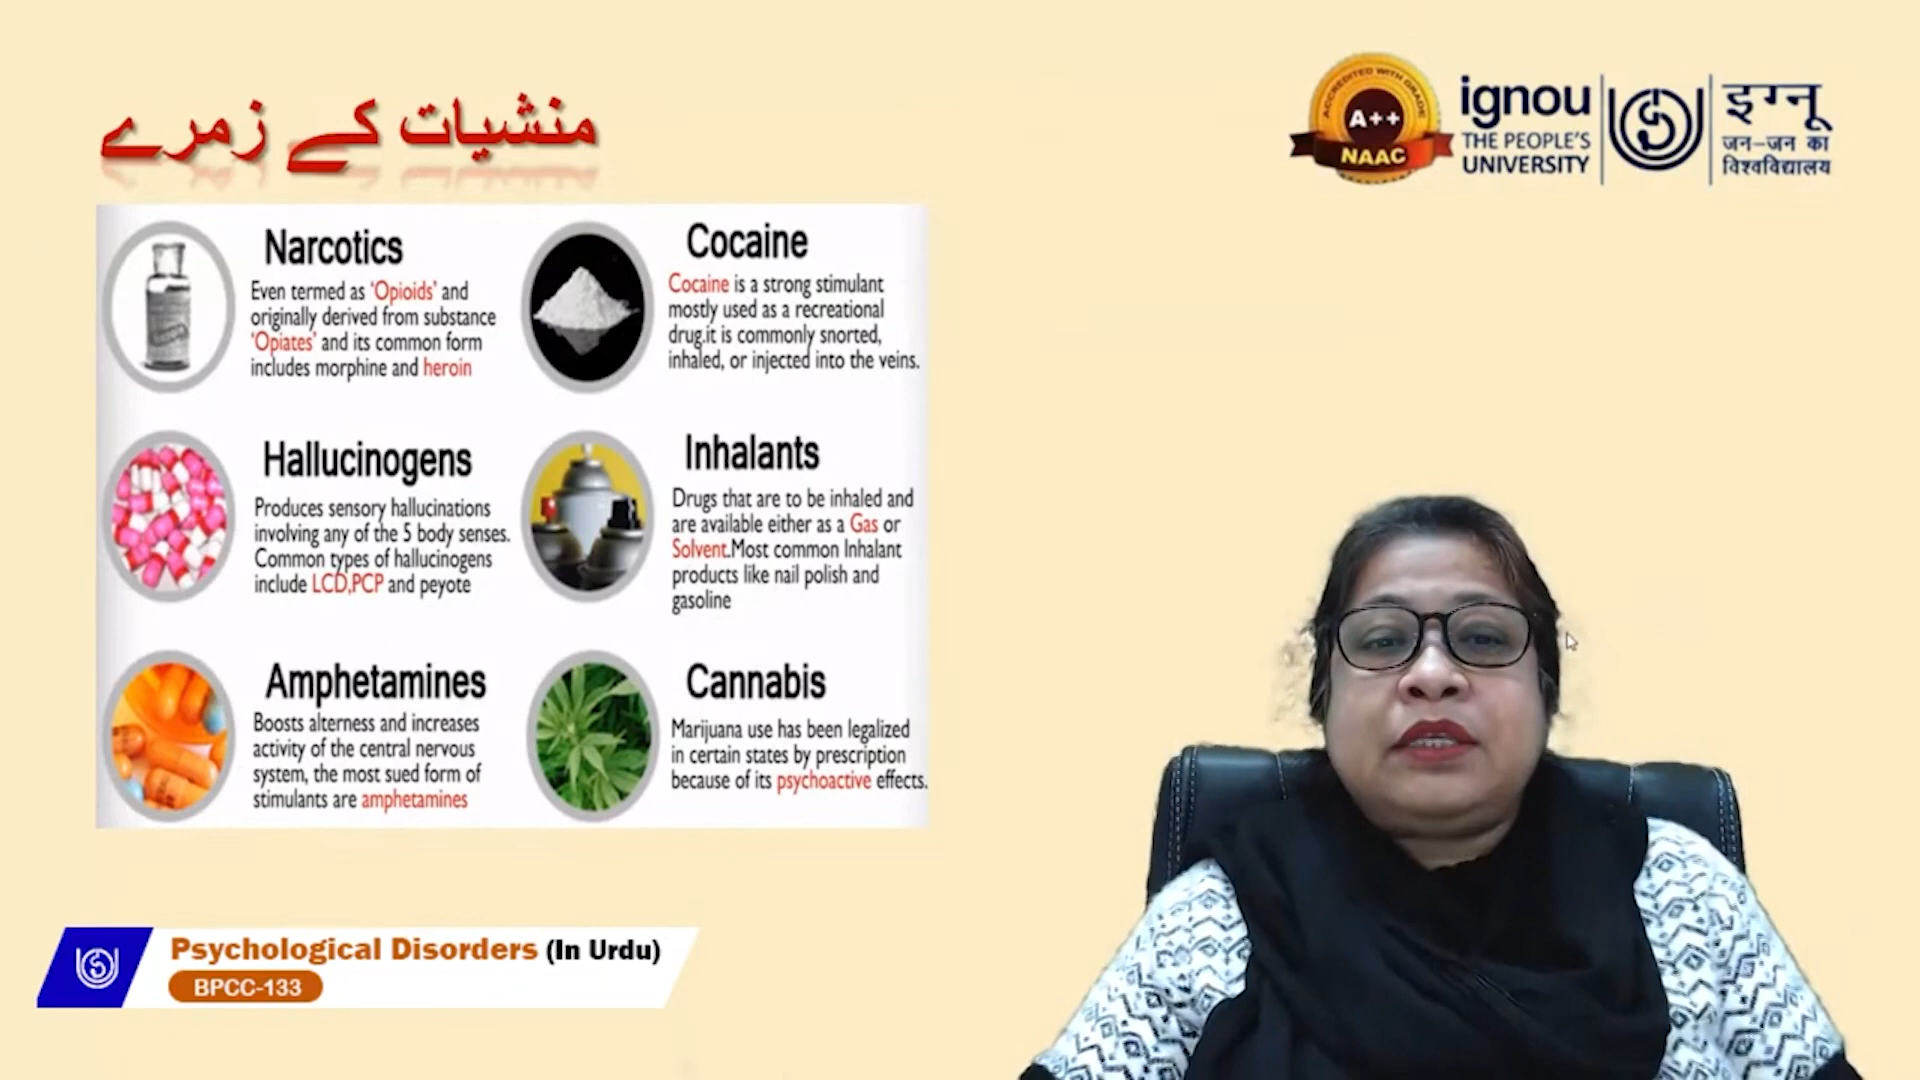 منشیات کے زمرے
ACCREDITED WITH GRADE
A++
NAAC
ignou
THE PEOPLE'S
UNIVERSITY
इग्नू
जन-जन का
विश्वविद्यालय
Narcotics
Even termed as 'Opioids' and
originally derived from substance
'Opiates' and its common form
includes morphine and heroin
Cocaine
Cocaine is a strong stimulant
mostly used as a recreational
drug.it is commonly snorted,
inhaled, or injected into the veins.
Hallucinogens
Produces sensory hallucinations
involving any of the 5 body senses.
Common types of hallucinogens
include LCD,PCP and peyote
Inhalants
Drugs that are to be inhaled and
are available either as a Gas or
Solvent.Most common Inhalant
products like nail polish and
gasoline
Amphetamines
Boosts alterness and increases
activity of the central nervous
system, the most sued form of
stimulants are amphetamines
Cannabis
Marijuana use has been legalized
in certain states by prescription
because of its psychoactive effects.
Psychological Disorders (In Urdu)
BPCC-133